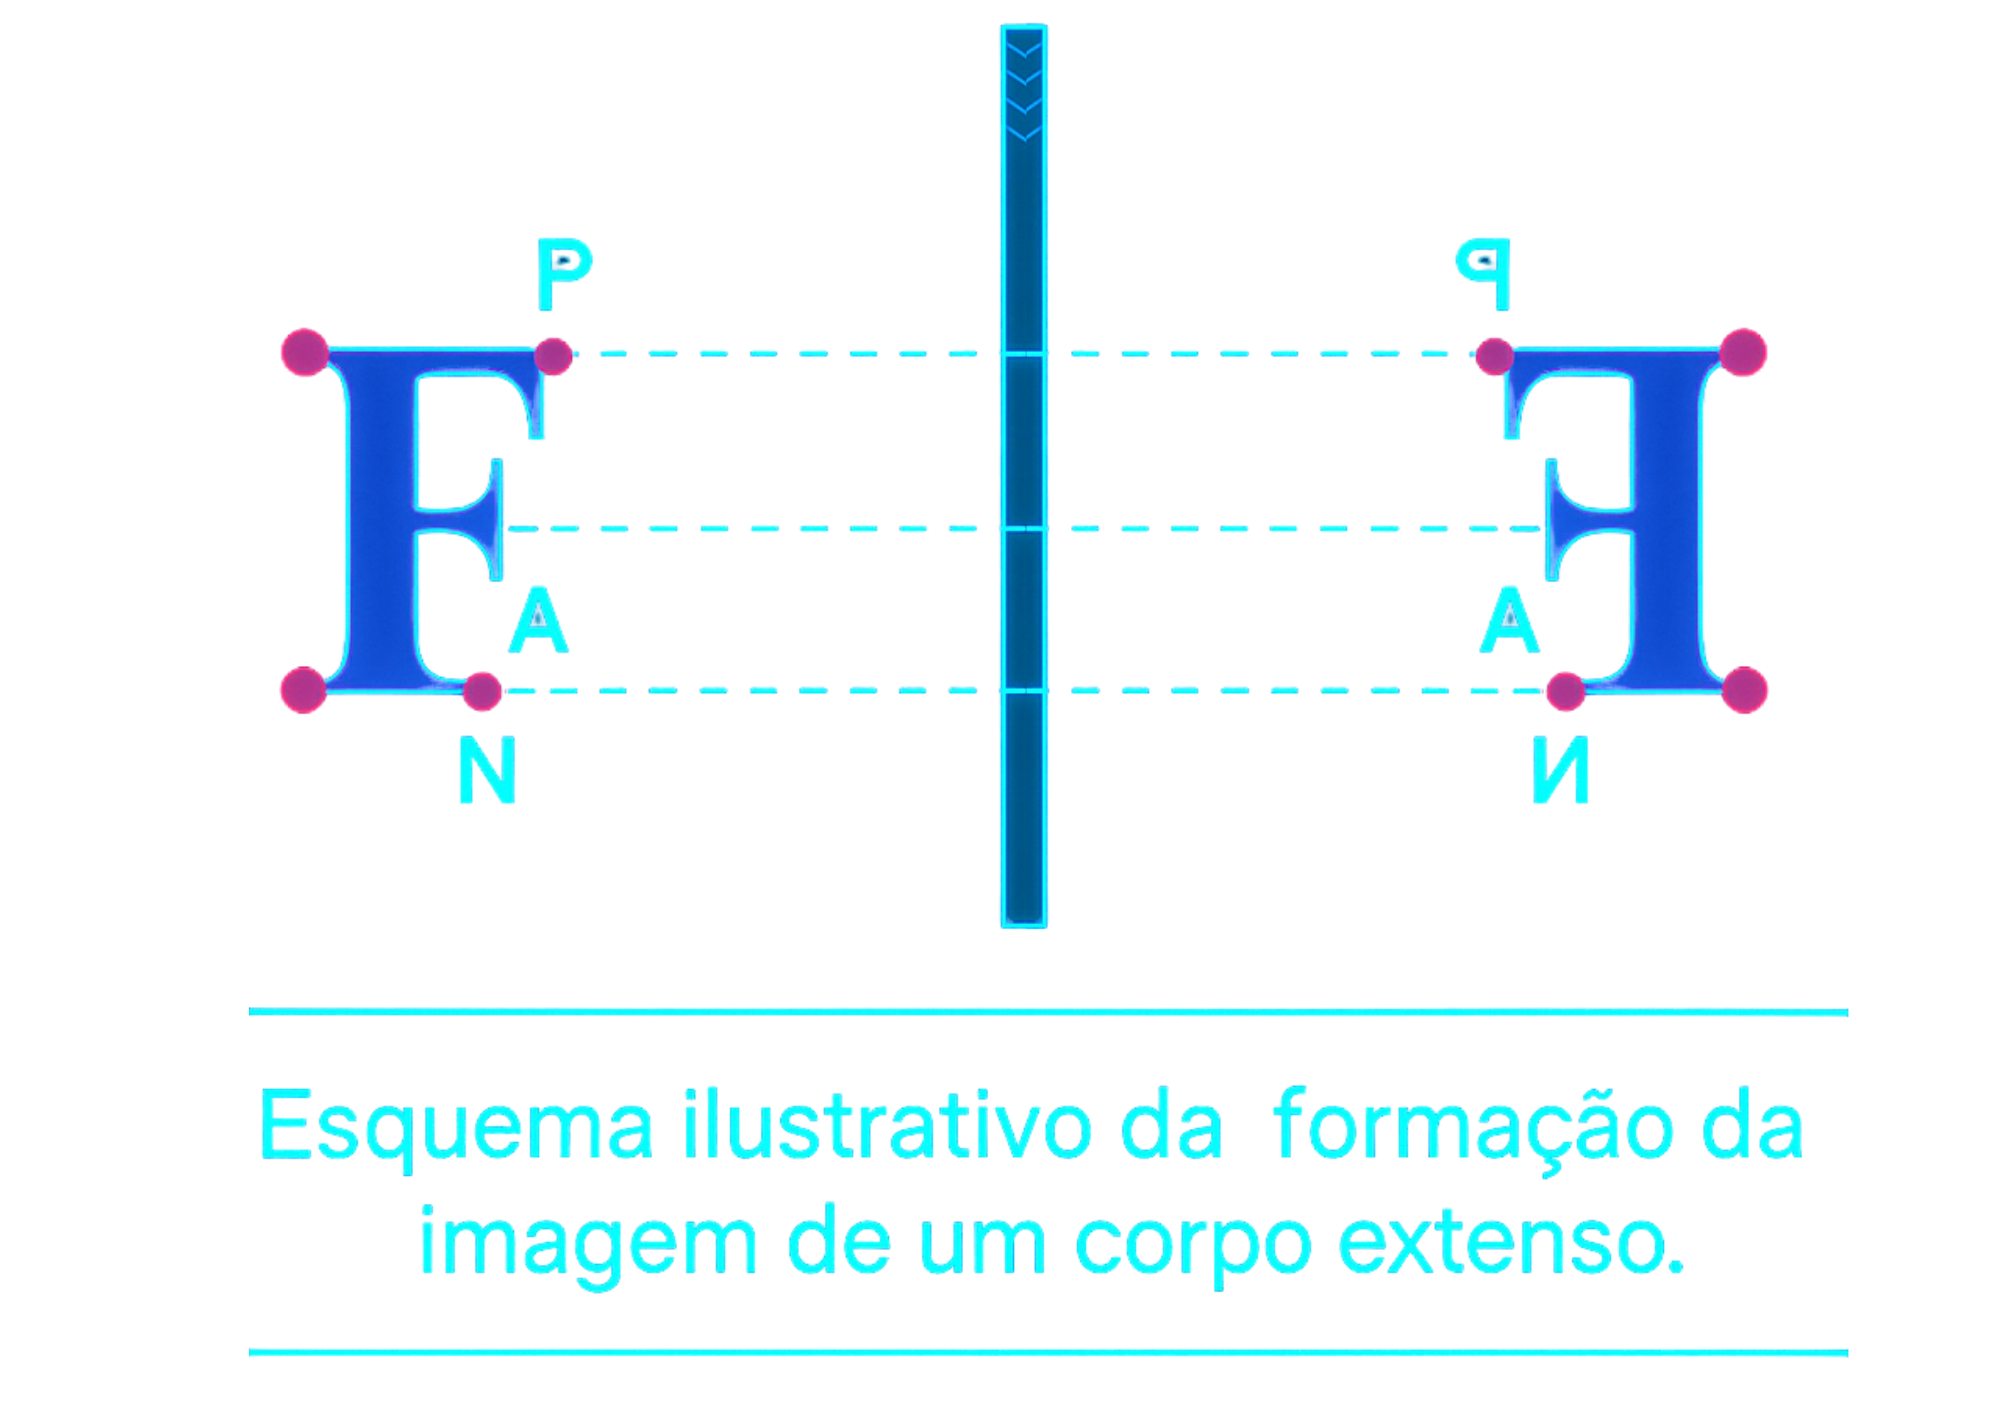 P P
F F
A A
N N
Esquema ilustrativo da formação da
imagem de um corpo extenso.